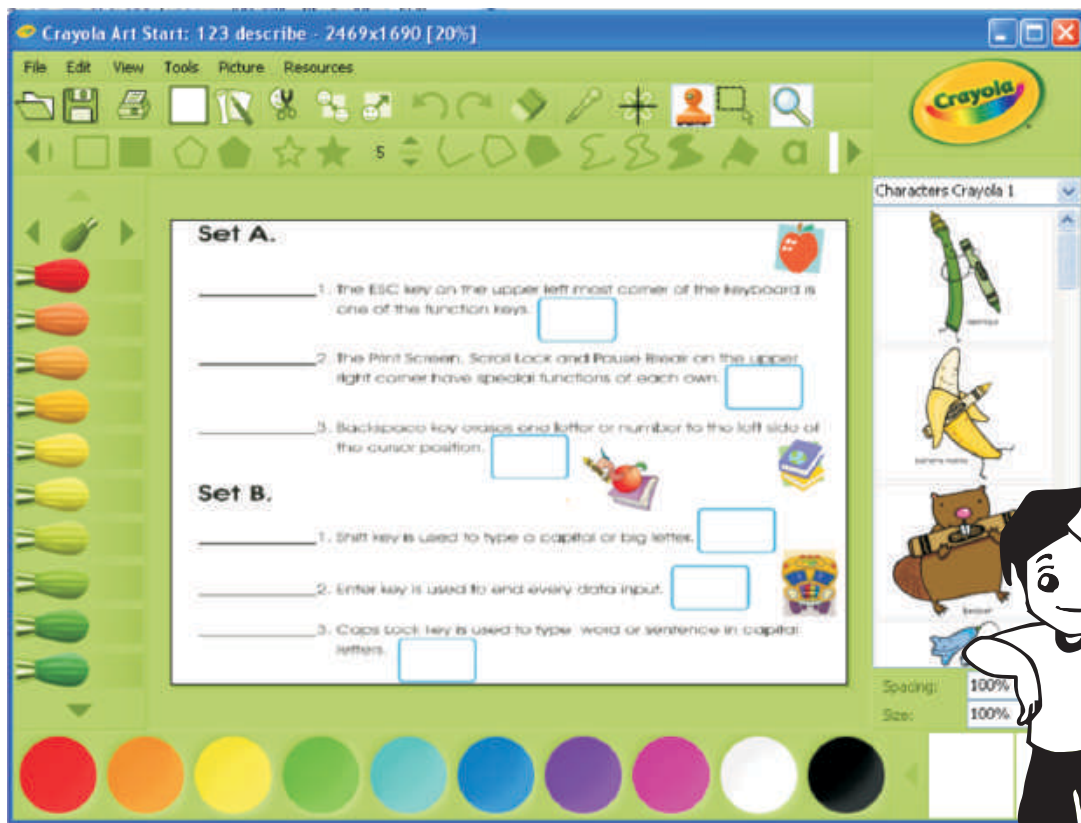 Crayola Art Start: 123 describe - 2469x1690 [20%]
File Edit View Tools Picture Resources
Crayola
5
a
Characters Crayola 1
Set A.
1. The ESC key on the upper left most corner of the keyboard is
one of the function keys.
2. The Print Screen, Scroll Lock and Pause Break on the upper
right corner have special functions of each own.
3. Backspace key erases one letter or number to the left side of
the cursor position.
Set B.
1. Shift key is used to type a capital or big letter.
2. Enter key is used to end every data input.
3. Caps Lock key is used to type word or sentence in capital
letters.
banana mania
beaver
Spacing: 100%
Size: 100%